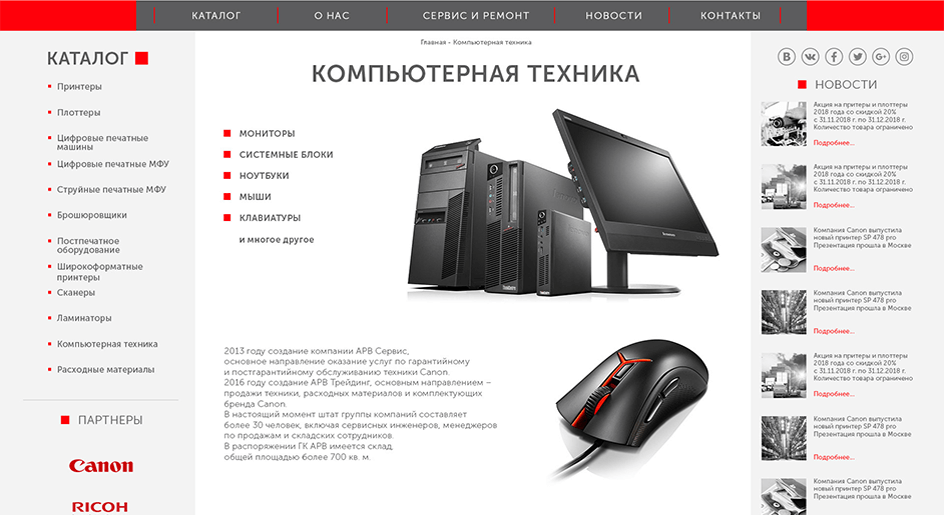 КАТАЛОГ
О НАС
СЕРВИС И РЕМОНТ
НОВОСТИ
КОНТАКТЫ
КАТАЛОГ
Принтеры
Плоттеры
Цифровые печатные
машины
Цифровые печатные МФУ
Струйные печатные МФУ
Брошюровщики
Постпечатное
оборудование
Широкоформатные
принтеры
Сканеры
Ламинаторы
Компьютерная техника
Расходные материалы
ПАРТНЕРЫ
Canon
RICOH
Главная - Компьютерная техника
КОМПЬЮТЕРНАЯ ТЕХНИКА
МОНИТОРЫ
СИСТЕМНЫЕ БЛОКИ
НОУТБУКИ
МЫШИ
КЛАВИАТУРЫ
и многое другое
2013 году создание компании АРВ Сервис,
основное направление оказание услуг по гарантийному
и постгарантийному обслуживанию техники Canon.
2016 году создание АРВ Трейдинг, основным направлением –
продажи техники, расходных материалов и комплектующих
бренда Canon.
В настоящий момент штат группы компаний составляет
более 30 человек, включая сервисных инженеров, менеджеров
по продажам и складских сотрудников.
В распоряжении ГК АРВ имеется склад,
общей площадью более 700 кв. м.
НОВОСТИ
Акция на притеры и плоттеры
2018 года со скидкой 20%
с 31.11.2018 г. по 31.12.2018 г.
Количество товара ограничено
Подробнее...
Акция на притеры и плоттеры
2018 года со скидкой 20%
с 31.11.2018 г. по 31.12.2018 г.
Количество товара ограничено
Подробнее...
Компания Canon выпустила
новый принтер SP 478 pro
Презентация прошла в Москве
Подробнее...
Компания Canon выпустила
новый принтер SP 478 pro
Презентация прошла в Москве
Подробнее...
Акция на притеры и плоттеры
2018 года со скидкой 20%
с 31.11.2018 г. по 31.12.2018 г.
Количество товара ограничено
Подробнее...
Компания Canon выпустила
новый принтер SP 478 pro
Презентация прошла в Москве
Подробнее...
Компания Canon выпустила
новый принтер SP 478 pro
Презентация прошла в Москве